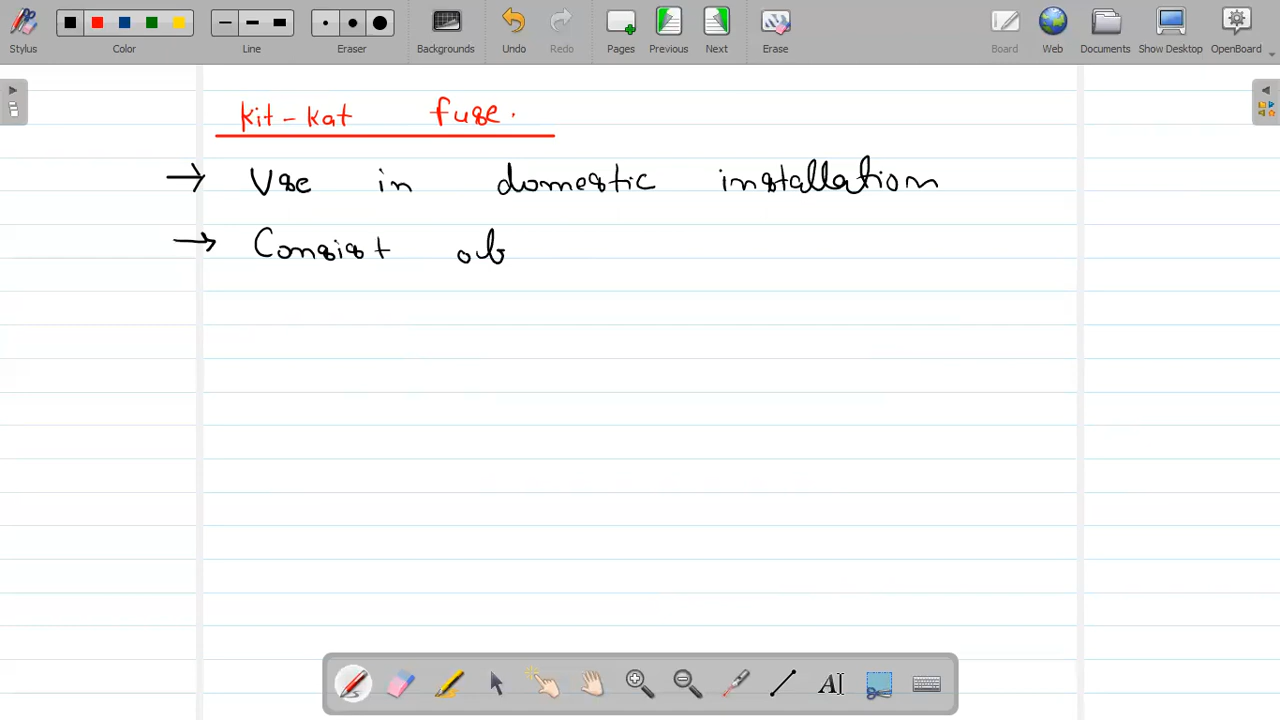 Stylus Color Line Eraser Backgrounds Undo Redo Pages Previous Next Erase Board Web Documents Show Desktop OpenBoard
kit-kat fuse.
→ Use in domestic installation
→ Consist of